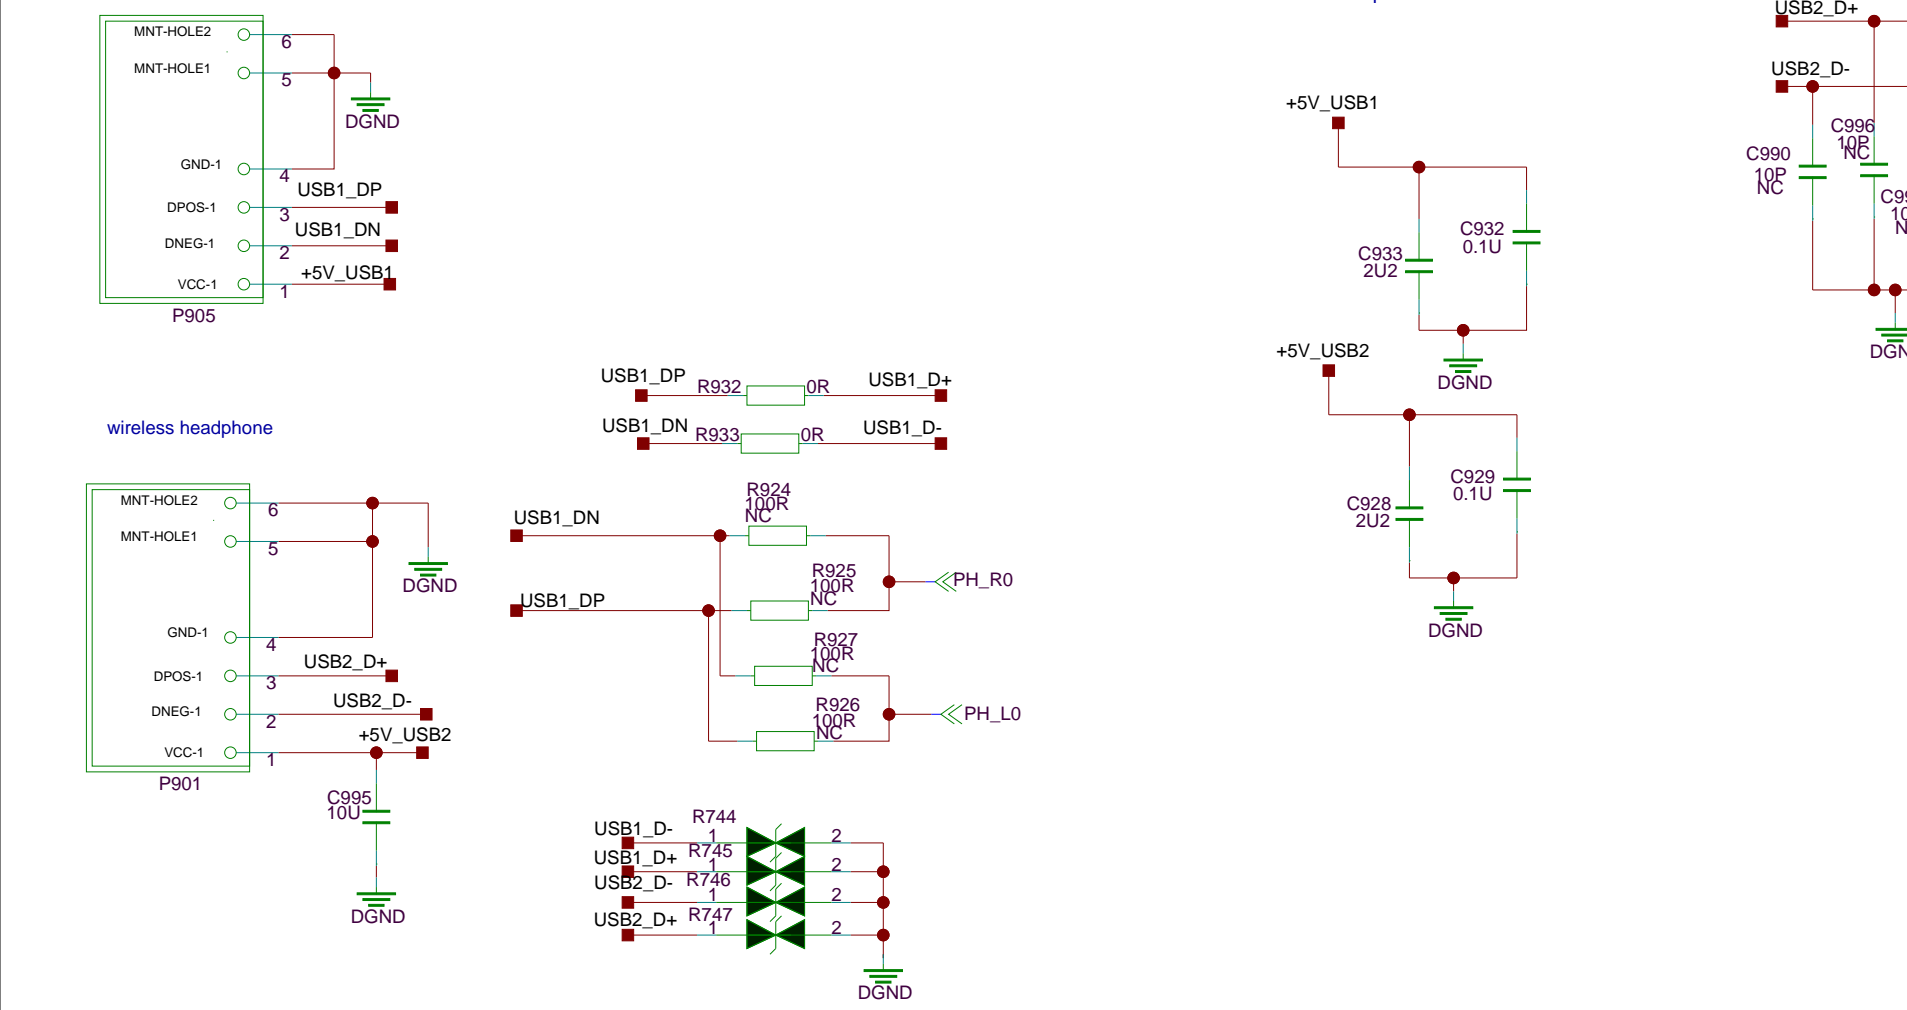 MNT-HOLE2
6
MNT-HOLE1
5
DGND
GND-1
4
USB1_DP
DPOS-1
3
USB1_DN
DNEG-1
2
+5V_USB1
VCC-1
1
P905
wireless headphone
MNT-HOLE2
6
MNT-HOLE1
5
DGND
GND-1
4
USB2_D+
DPOS-1
3
USB2_D-
DNEG-1
2
+5V_USB2
VCC-1
1
P901
C995
10U
DGND
USB1_DP
R932
0R
USB1_D+
USB1_DN
R933
0R
USB1_D-
R924
100R
NC
USB1_DN
R925
100R
NC
PH_R0
USB1_DP
R927
100R
NC
R926
100R
NC
PH_L0
R744
USB1_D-
1
2
R745
USB1_D+
1
2
R746
USB2_D-
1
2
R747
USB2_D+
1
2
DGND
+5V_USB1
C932
0.1U
C933
2U2
DGND
+5V_USB2
C929
0.1U
C928
2U2
DGND
USB2_D+
USB2_D-
C996
10P
NC
C990
10P
NC